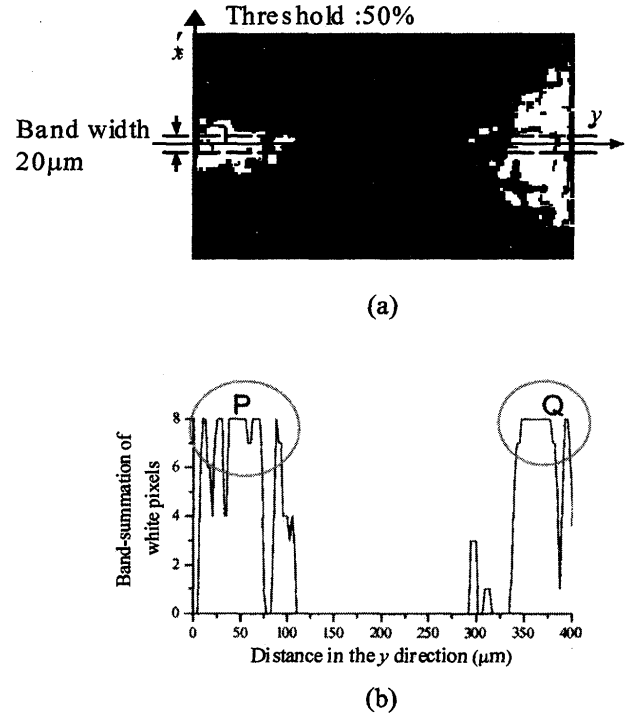 Threshold :50%
x
Band width
20μm
y
(a)
P
Q
8
6
4
2
0
Band-summation of
white pixels
0 50 100 150 200 250 300 350 400
Distance in the y direction (μm)
(b)